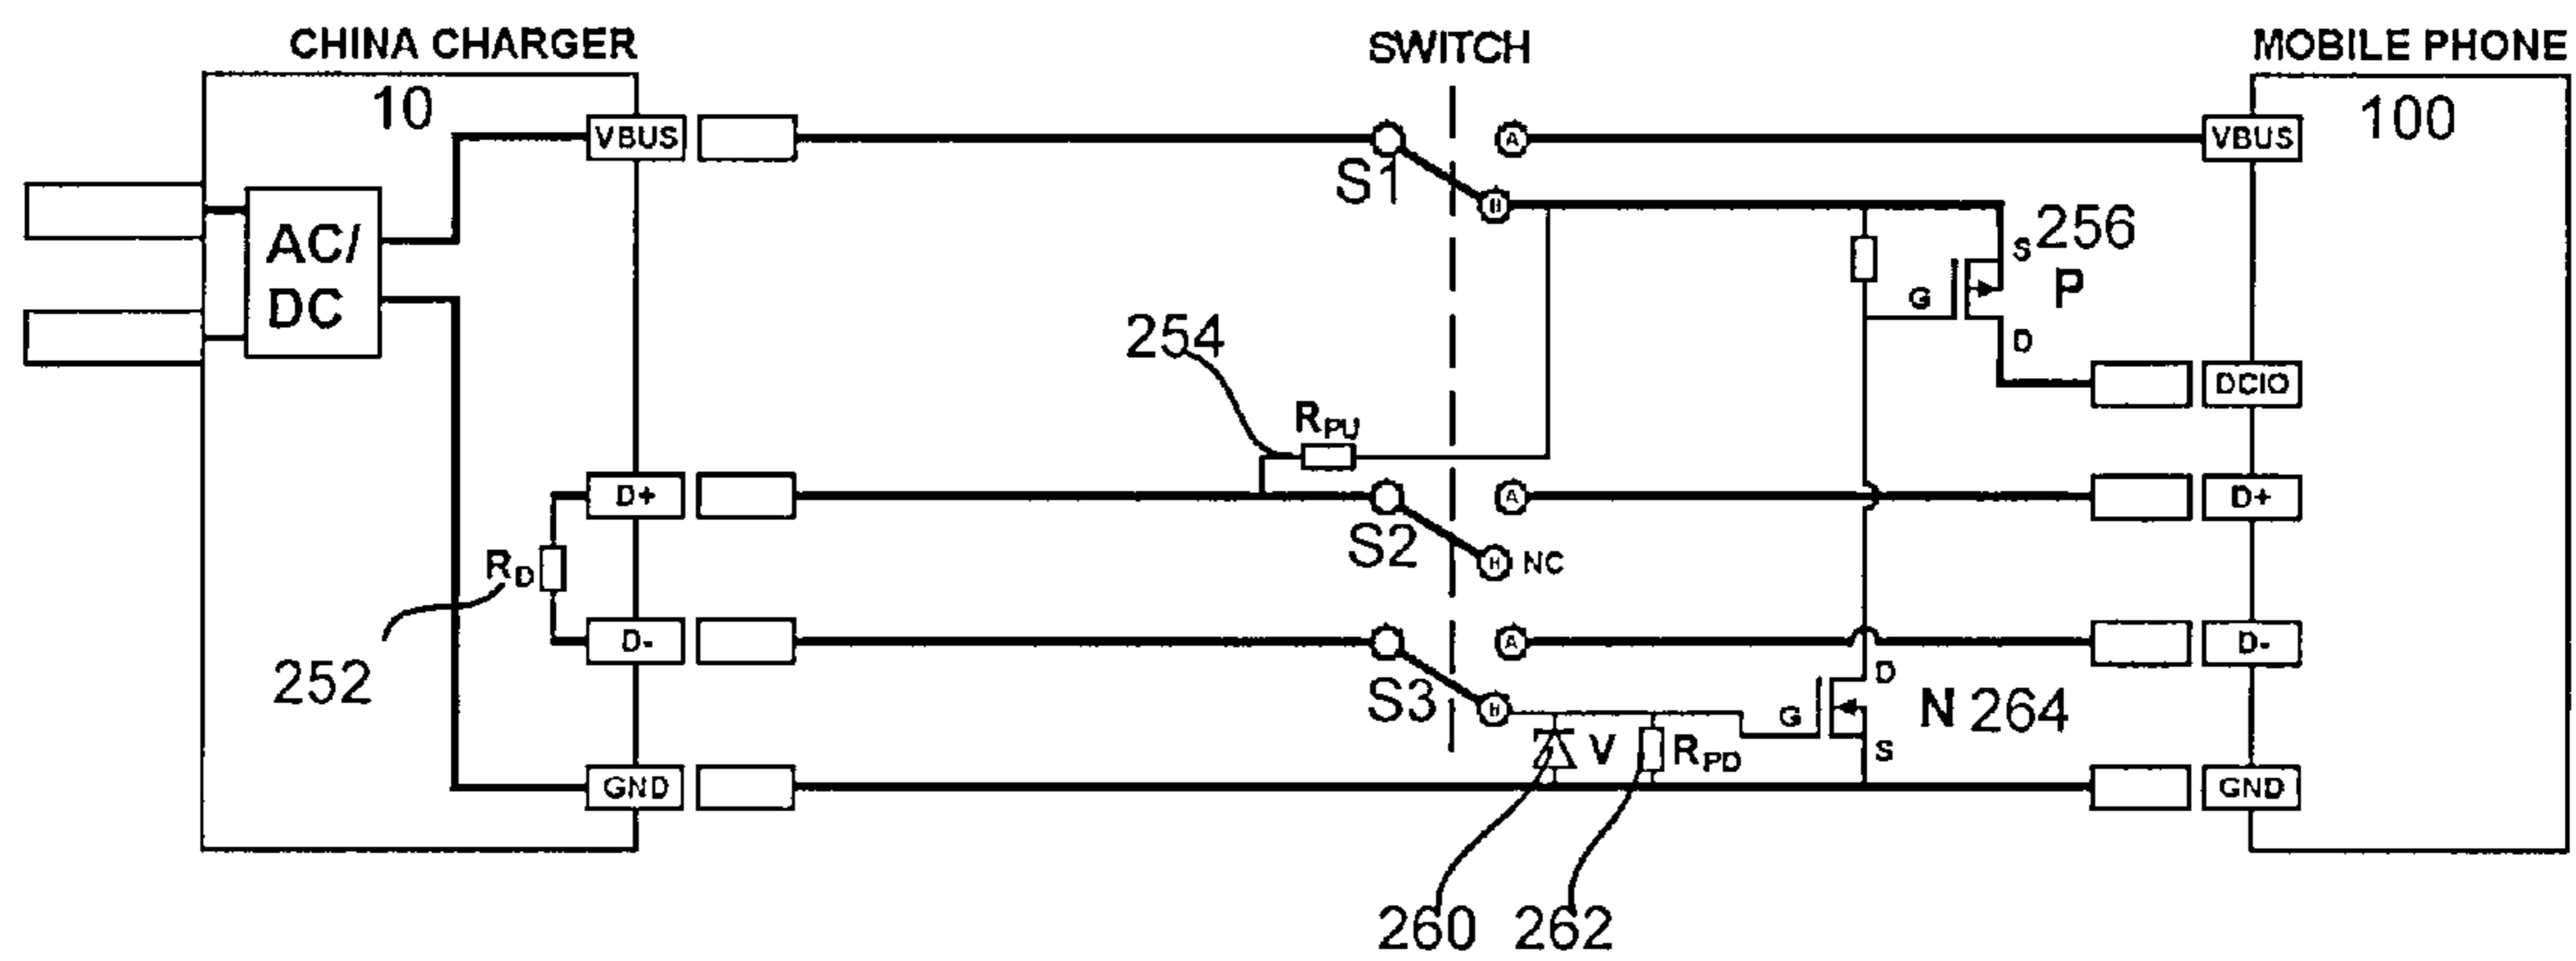 CHINA CHARGER
SWITCH
MOBILE PHONE
10
100
VBUS
A
VBUS
S1
AC/
DC
S
256
P
G
D
254
RPU
DCIO
D+
A
D+
S2
NC
RD
D-
A
D-
252
S3
D
N 264
G
S
V
RPD
GND
GND
260
262